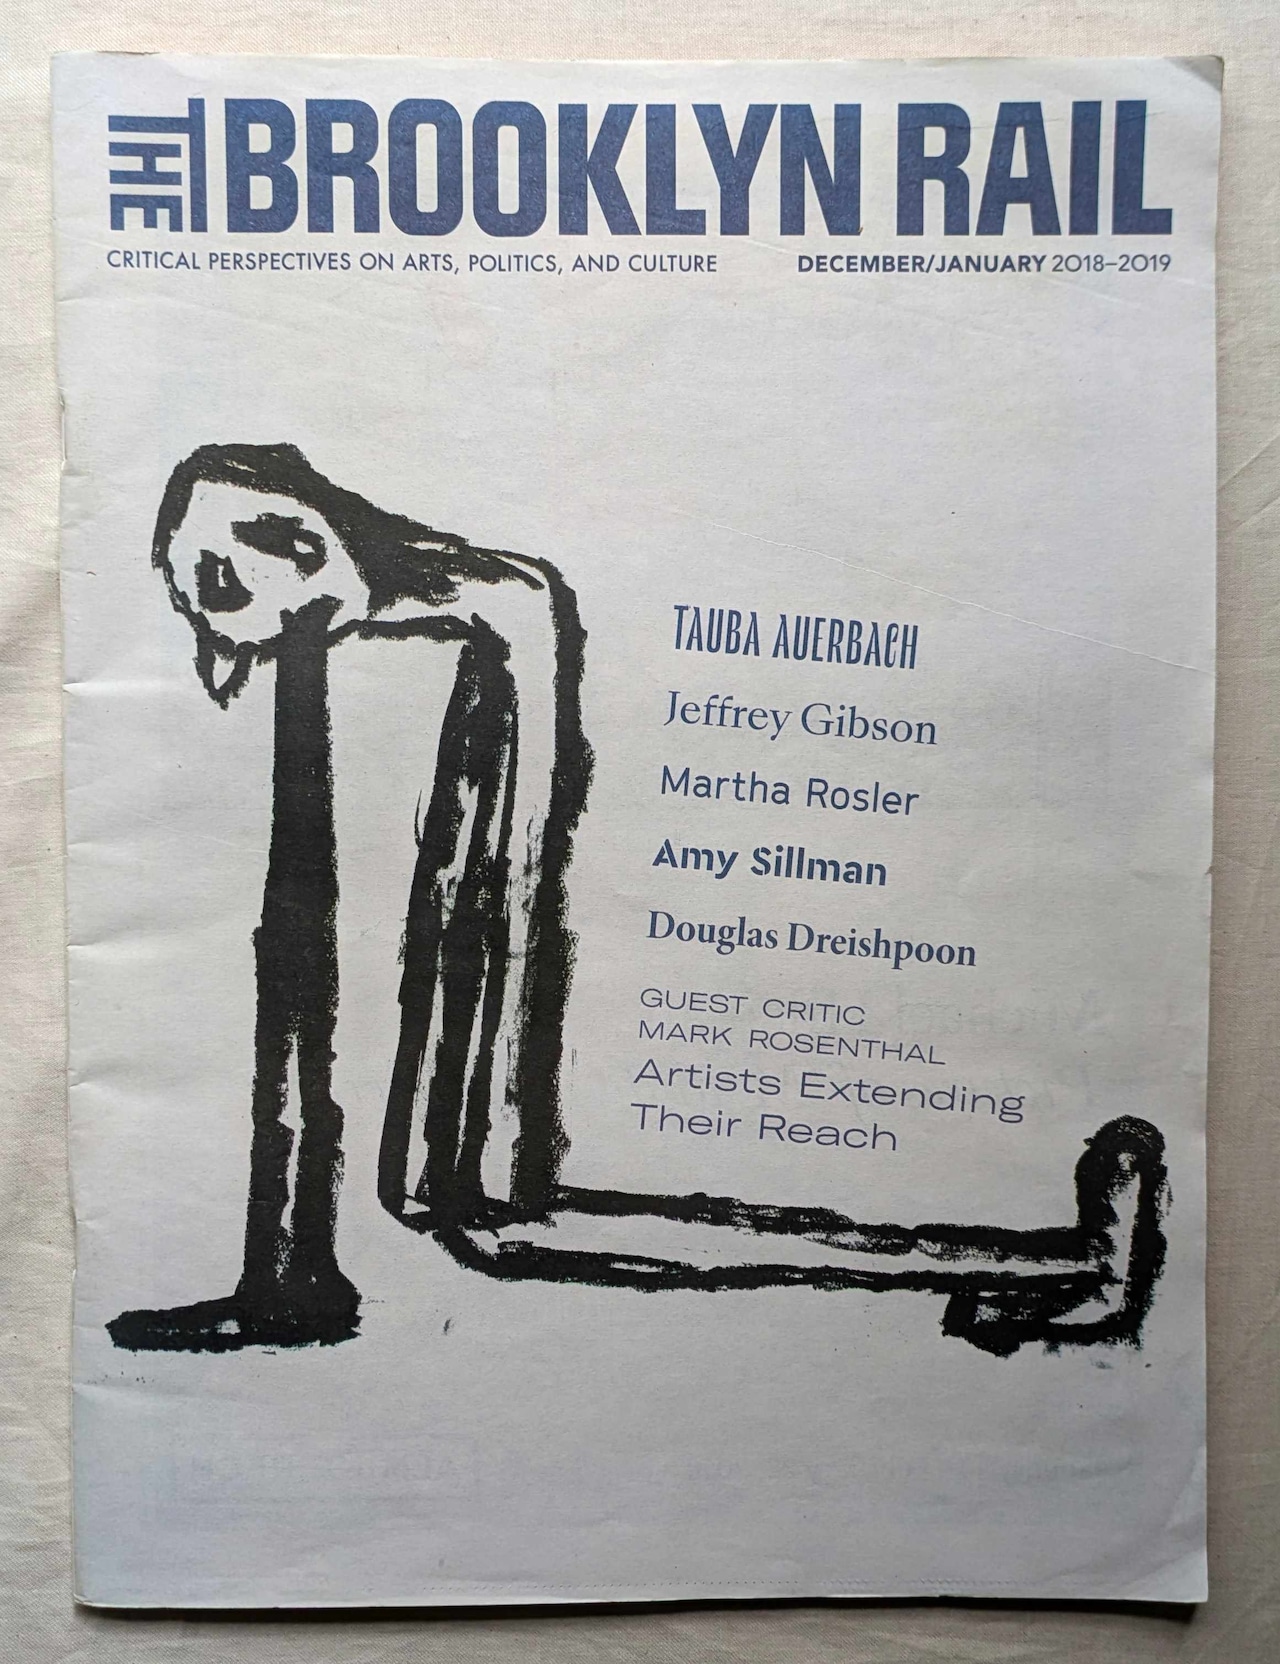 THE BROOKLYN RAIL
CRITICAL PERSPECTIVES ON ARTS, POLITICS, AND CULTURE
DECEMBER/JANUARY 2018–2019
TAUBA AUERBACH
Jeffrey Gibson
Martha Rosler
Amy Sillman
Douglas Dreishpoon
GUEST CRITIC
MARK ROSENTHAL
Artists Extending
Their Reach